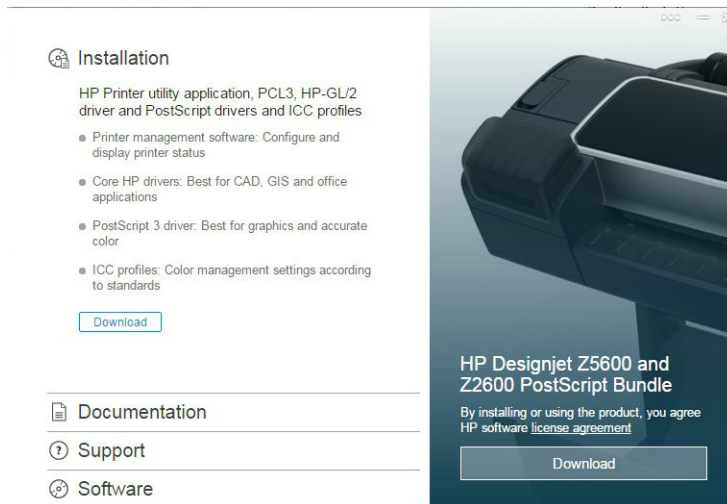 Installation
HP Printer utility application, PCL3, HP-GL/2
driver and PostScript drivers and ICC profiles
Printer management software: Configure and
display printer status
Core HP drivers: Best for CAD, GIS and office
applications
PostScript 3 driver: Best for graphics and accurate
color
ICC profiles: Color management settings according
to standards
Download
Documentation
Support
Software
HP Designjet Z5600 and
Z2600 PostScript Bundle
By installing or using the product, you agree
HP software license agreement
Download